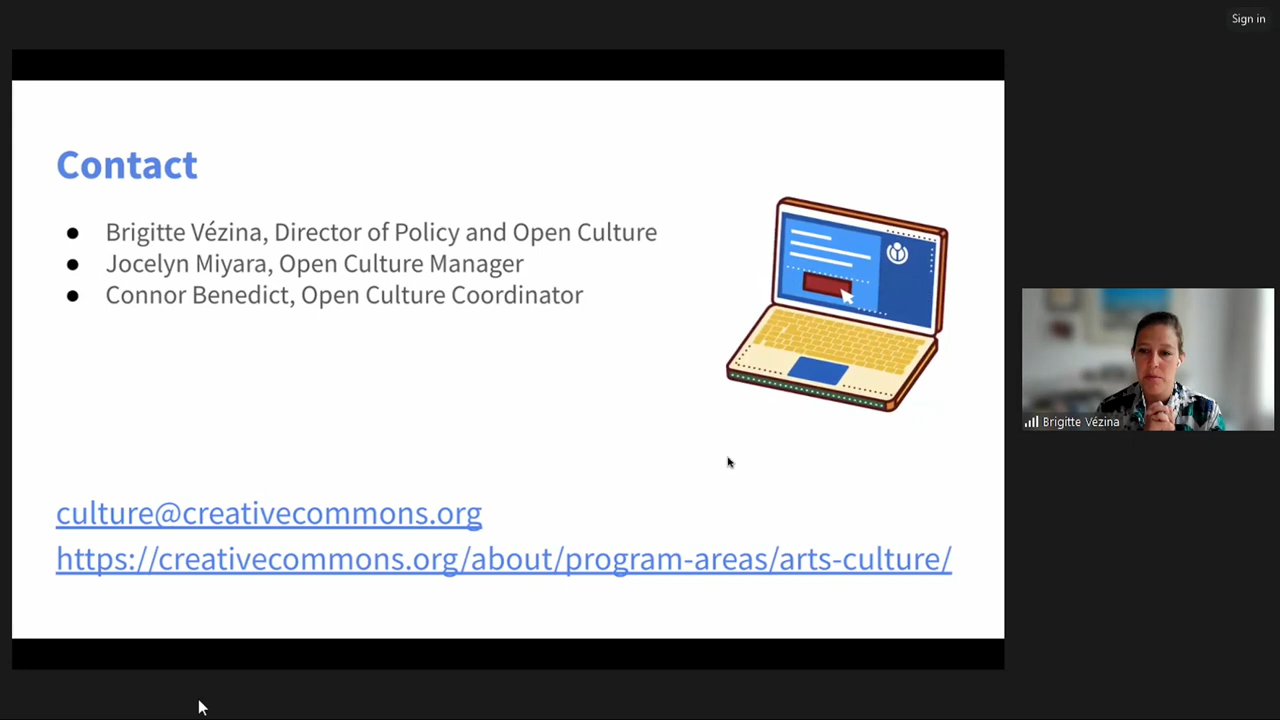 Sign in
Contact
● Brigitte Vézina, Director of Policy and Open Culture
● Jocelyn Miyara, Open Culture Manager
● Connor Benedict, Open Culture Coordinator
culture@creativecommons.org
https://creativecommons.org/about/program-areas/arts-culture/
Brigitte Vézina